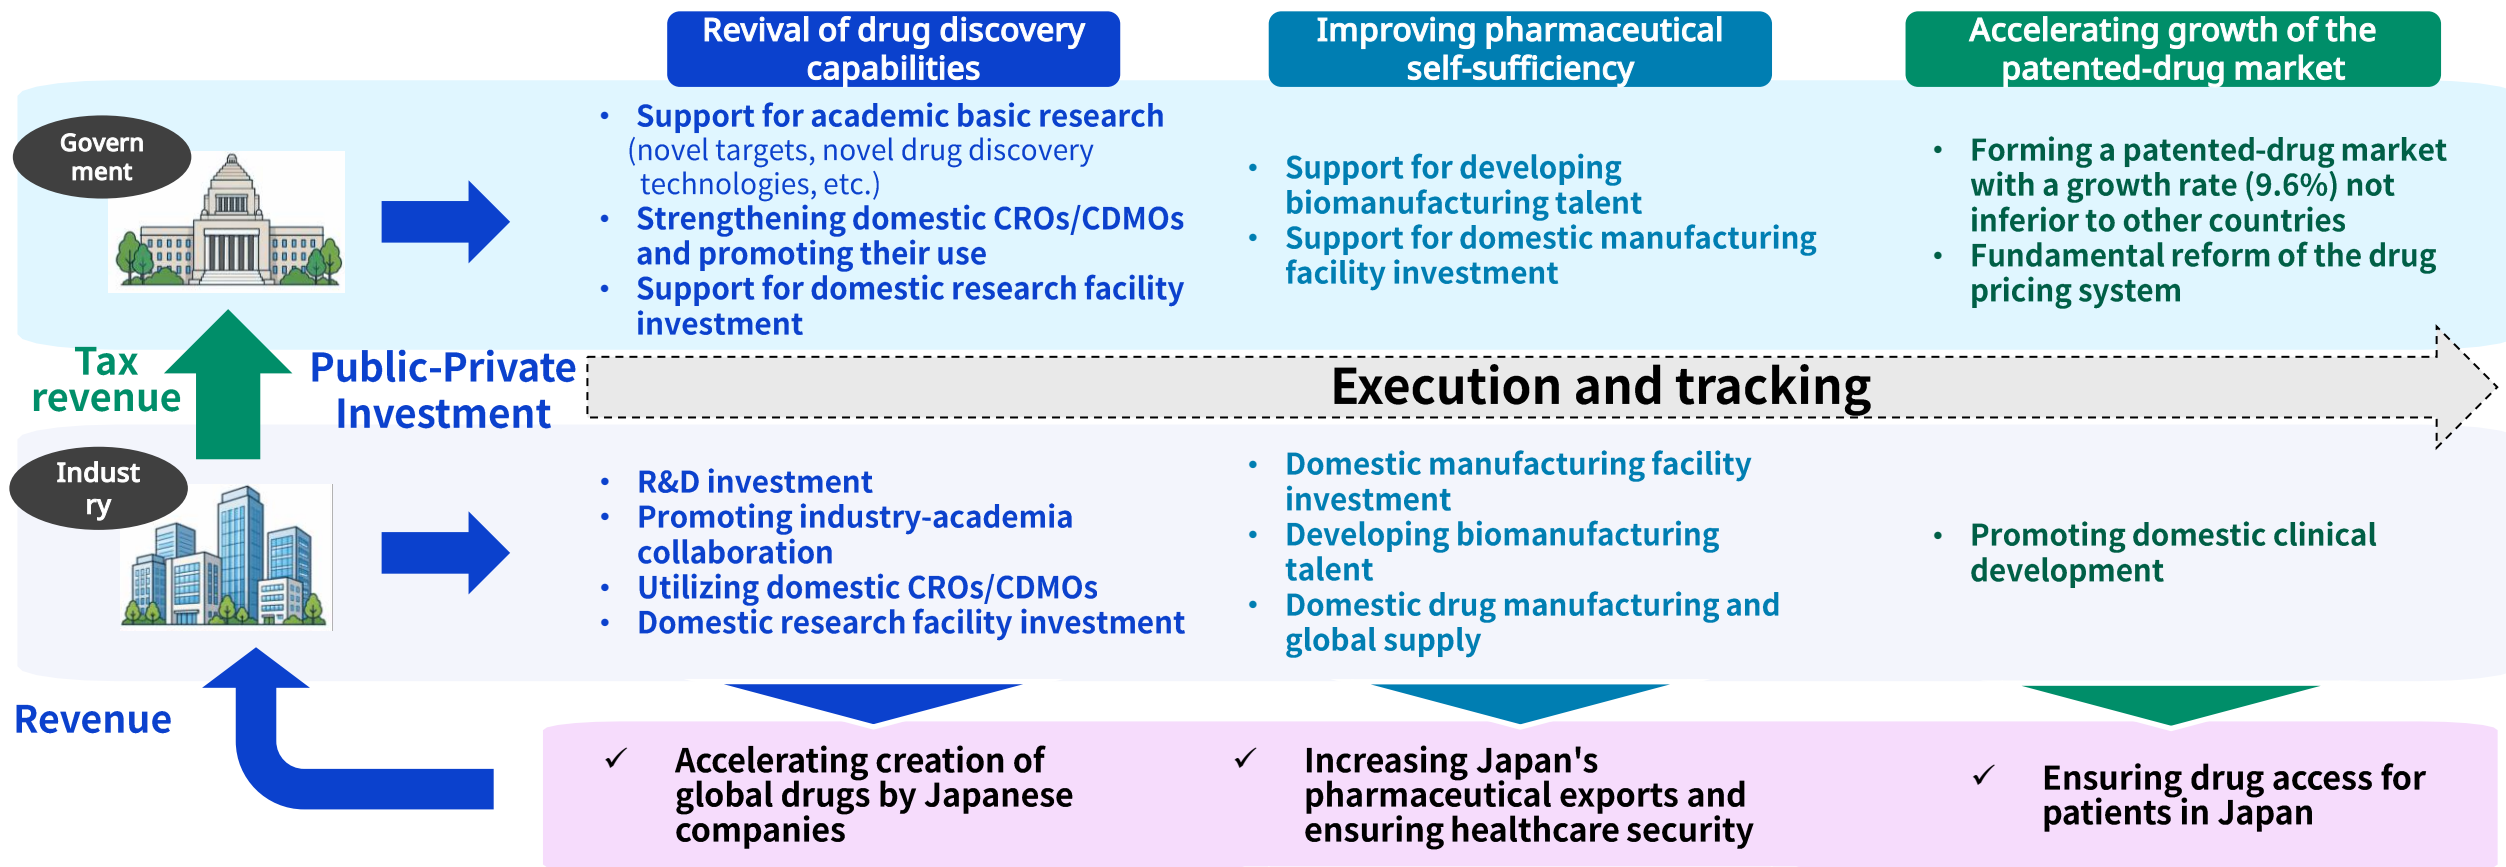 Revival of drug discovery
capabilities
Improving pharmaceutical
self-sufficiency
Accelerating growth of the
patented-drug market
Govern
ment
• Support for academic basic research
(novel targets, novel drug discovery
technologies, etc.)
• Strengthening domestic CROs/CDMOs
and promoting their use
• Support for domestic research facility
investment
• Support for developing
biomanufacturing talent
• Support for domestic manufacturing
facility investment
• Forming a patented-drug market
with a growth rate (9.6%) not
inferior to other countries
• Fundamental reform of the drug
pricing system
Tax
revenue
Public-Private
Investment
Execution and tracking
Indust
ry
• R&D investment
• Promoting industry-academia
collaboration
• Utilizing domestic CROs/CDMOs
• Domestic research facility investment
• Domestic manufacturing facility
investment
• Developing biomanufacturing
talent
• Domestic drug manufacturing and
global supply
• Promoting domestic clinical
development
Revenue
✓ Accelerating creation of
global drugs by Japanese
companies
✓ Increasing Japan's
pharmaceutical exports and
ensuring healthcare security
✓ Ensuring drug access for
patients in Japan